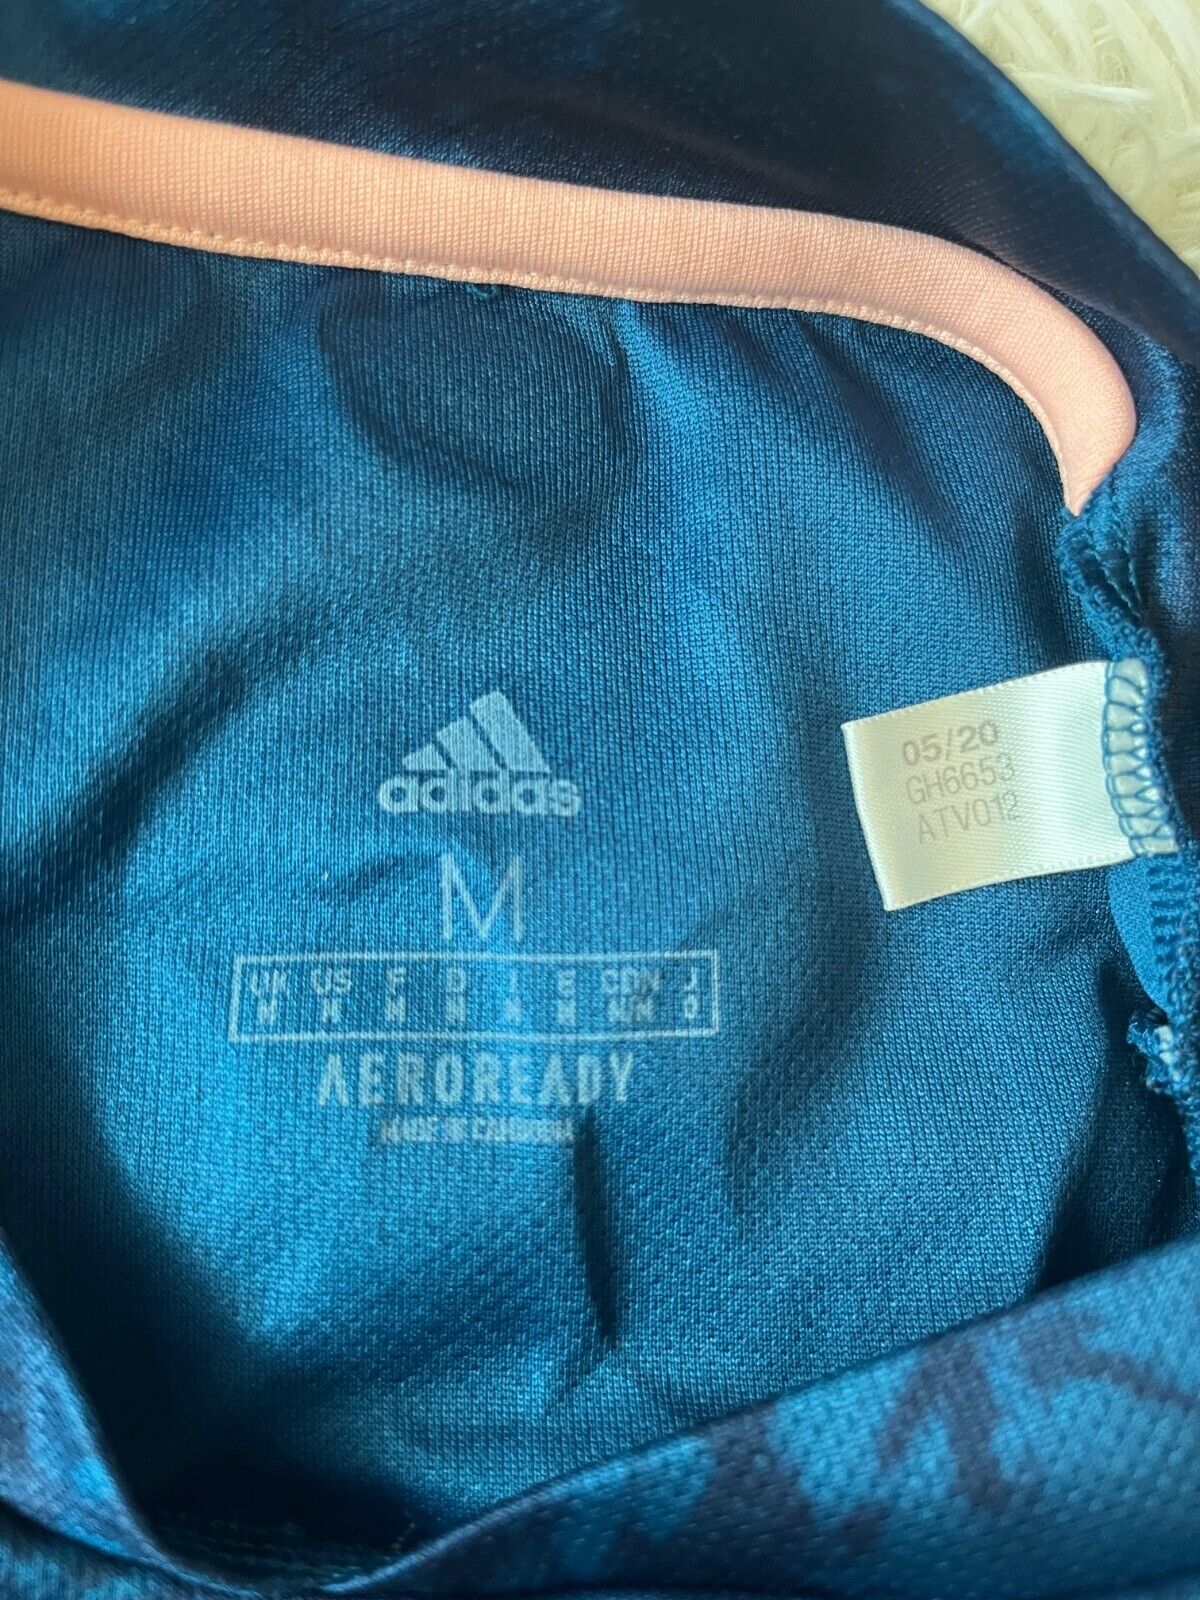 adidas
M
UK US F D I E CDN J
M M M M M M M/M O
AEROREADY
MADE IN CAMBODIA
05/20
GH6653
ATV012